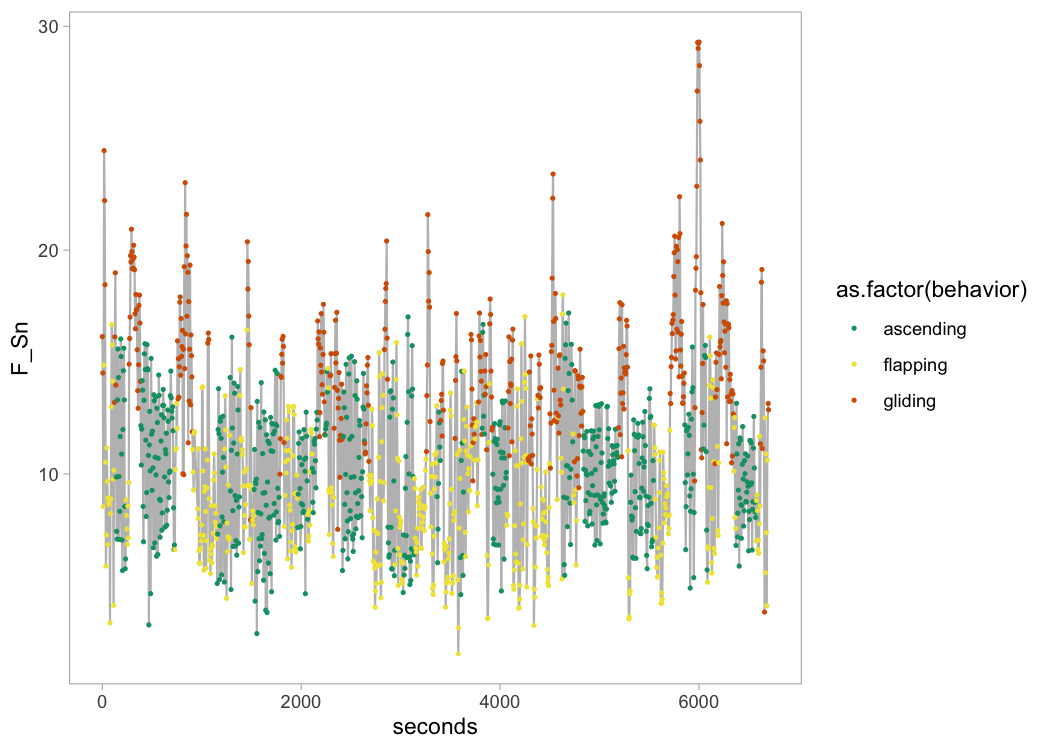 30
20
10
F_Sn
0 2000 4000 6000
seconds
as.factor(behavior)
ascending
flapping
gliding